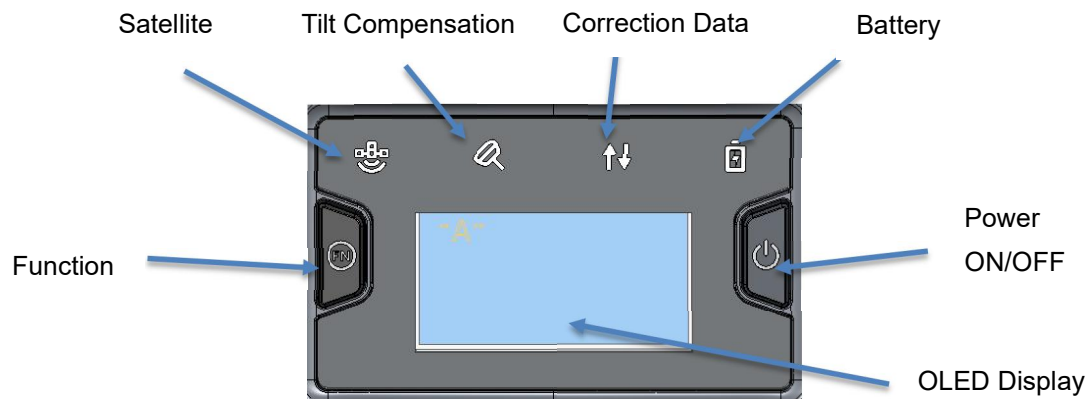 Satellite
Tilt Compensation
Correction Data
Battery
"A"
Function
FN
Power
ON/OFF
OLED Display